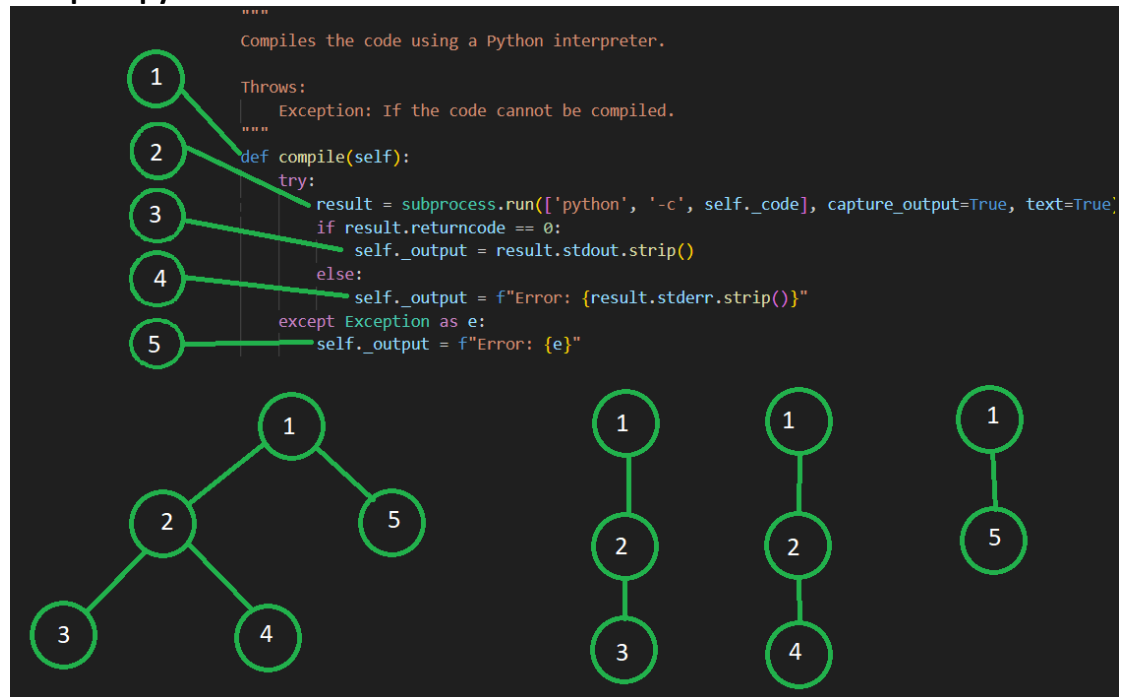 """
Compiles the code using a Python interpreter.
Throws:
Exception: If the code cannot be compiled.
"""
1
def compile(self):
2
try:
result = subprocess.run(['python', '-c', self._code], capture_output=True, text=True)
3
if result.returncode == 0:
self._output = result.stdout.strip()
4
else:
self._output = f"Error: {result.stderr.strip()}"
except Exception as e:
5
self._output = f"Error: {e}"
1
2
5
3
4
1
2
3
1
2
4
1
5